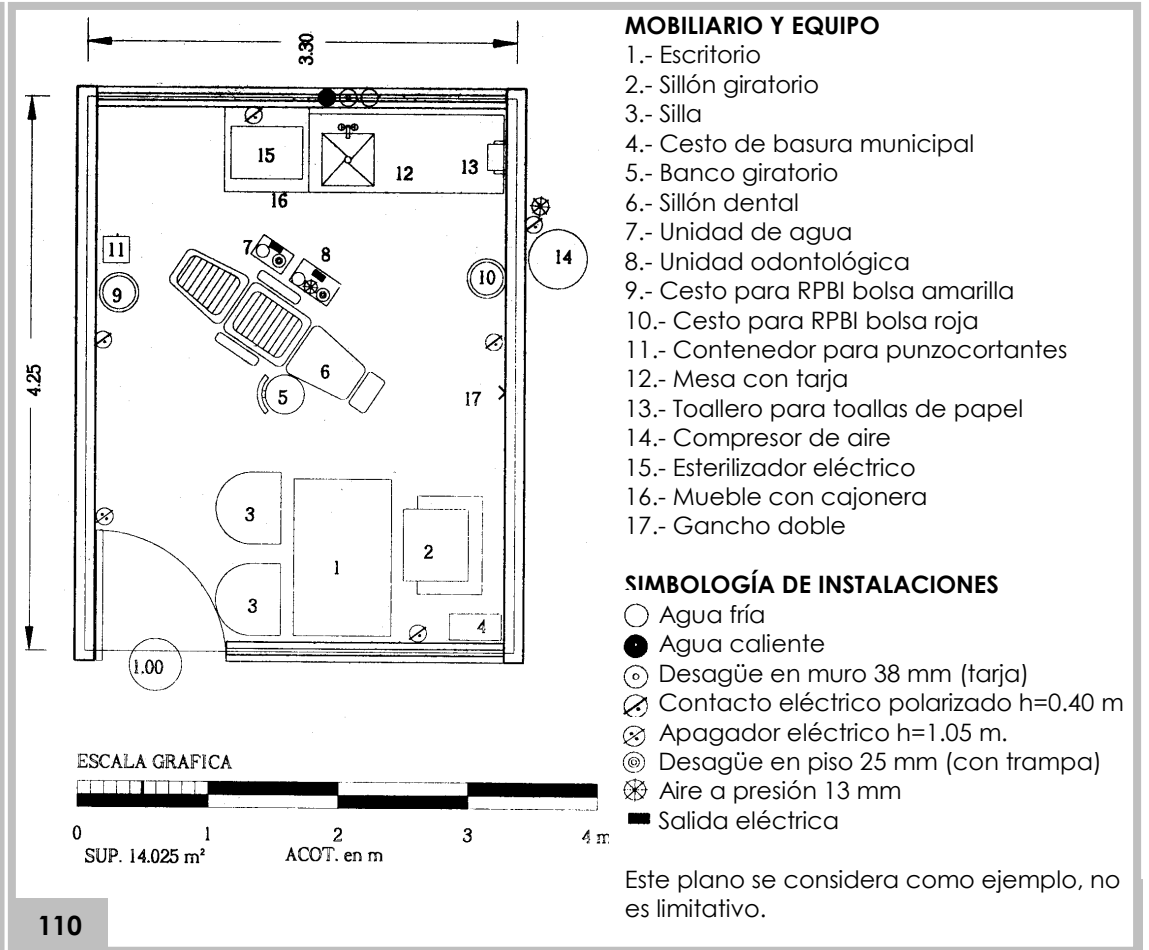 3.30
4.25
15
16
12
13
14
11
9
7
8
10
6
5
17
3
3
1
2
4
1.00
ESCALA GRAFICA
0 1 2 3 4 m
SUP. 14.025 m² ACOT. en m
110
MOBILIARIO Y EQUIPO
1.- Escritorio
2.- Sillón giratorio
3.- Silla
4.- Cesto de basura municipal
5.- Banco giratorio
6.- Sillón dental
7.- Unidad de agua
8.- Unidad odontológica
9.- Cesto para RPBI bolsa amarilla
10.- Cesto para RPBI bolsa roja
11.- Contenedor para punzocortantes
12.- Mesa con tarja
13.- Toallero para toallas de papel
14.- Compresor de aire
15.- Esterilizador eléctrico
16.- Mueble con cajonera
17.- Gancho doble
SIMBOLOGÍA DE INSTALACIONES
Agua fría
Agua caliente
Desagüe en muro 38 mm (tarja)
Contacto eléctrico polarizado h=0.40 m
Apagador eléctrico h=1.05 m.
Desagüe en piso 25 mm (con trampa)
Aire a presión 13 mm
Salida eléctrica
Este plano se considera como ejemplo, no
es limitativo.